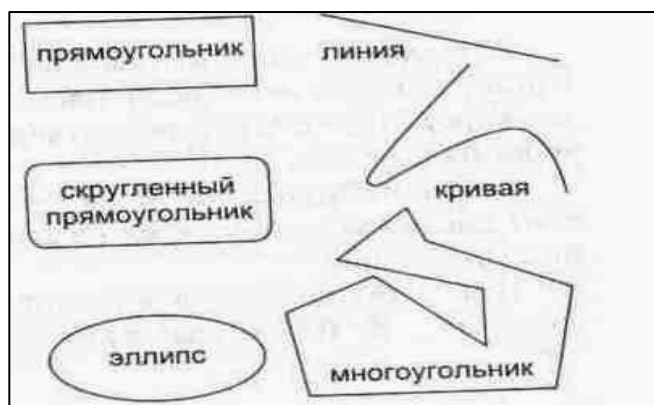 прямоугольник
линия
скругленный
прямоугольник
кривая
эллипс
многоугольник